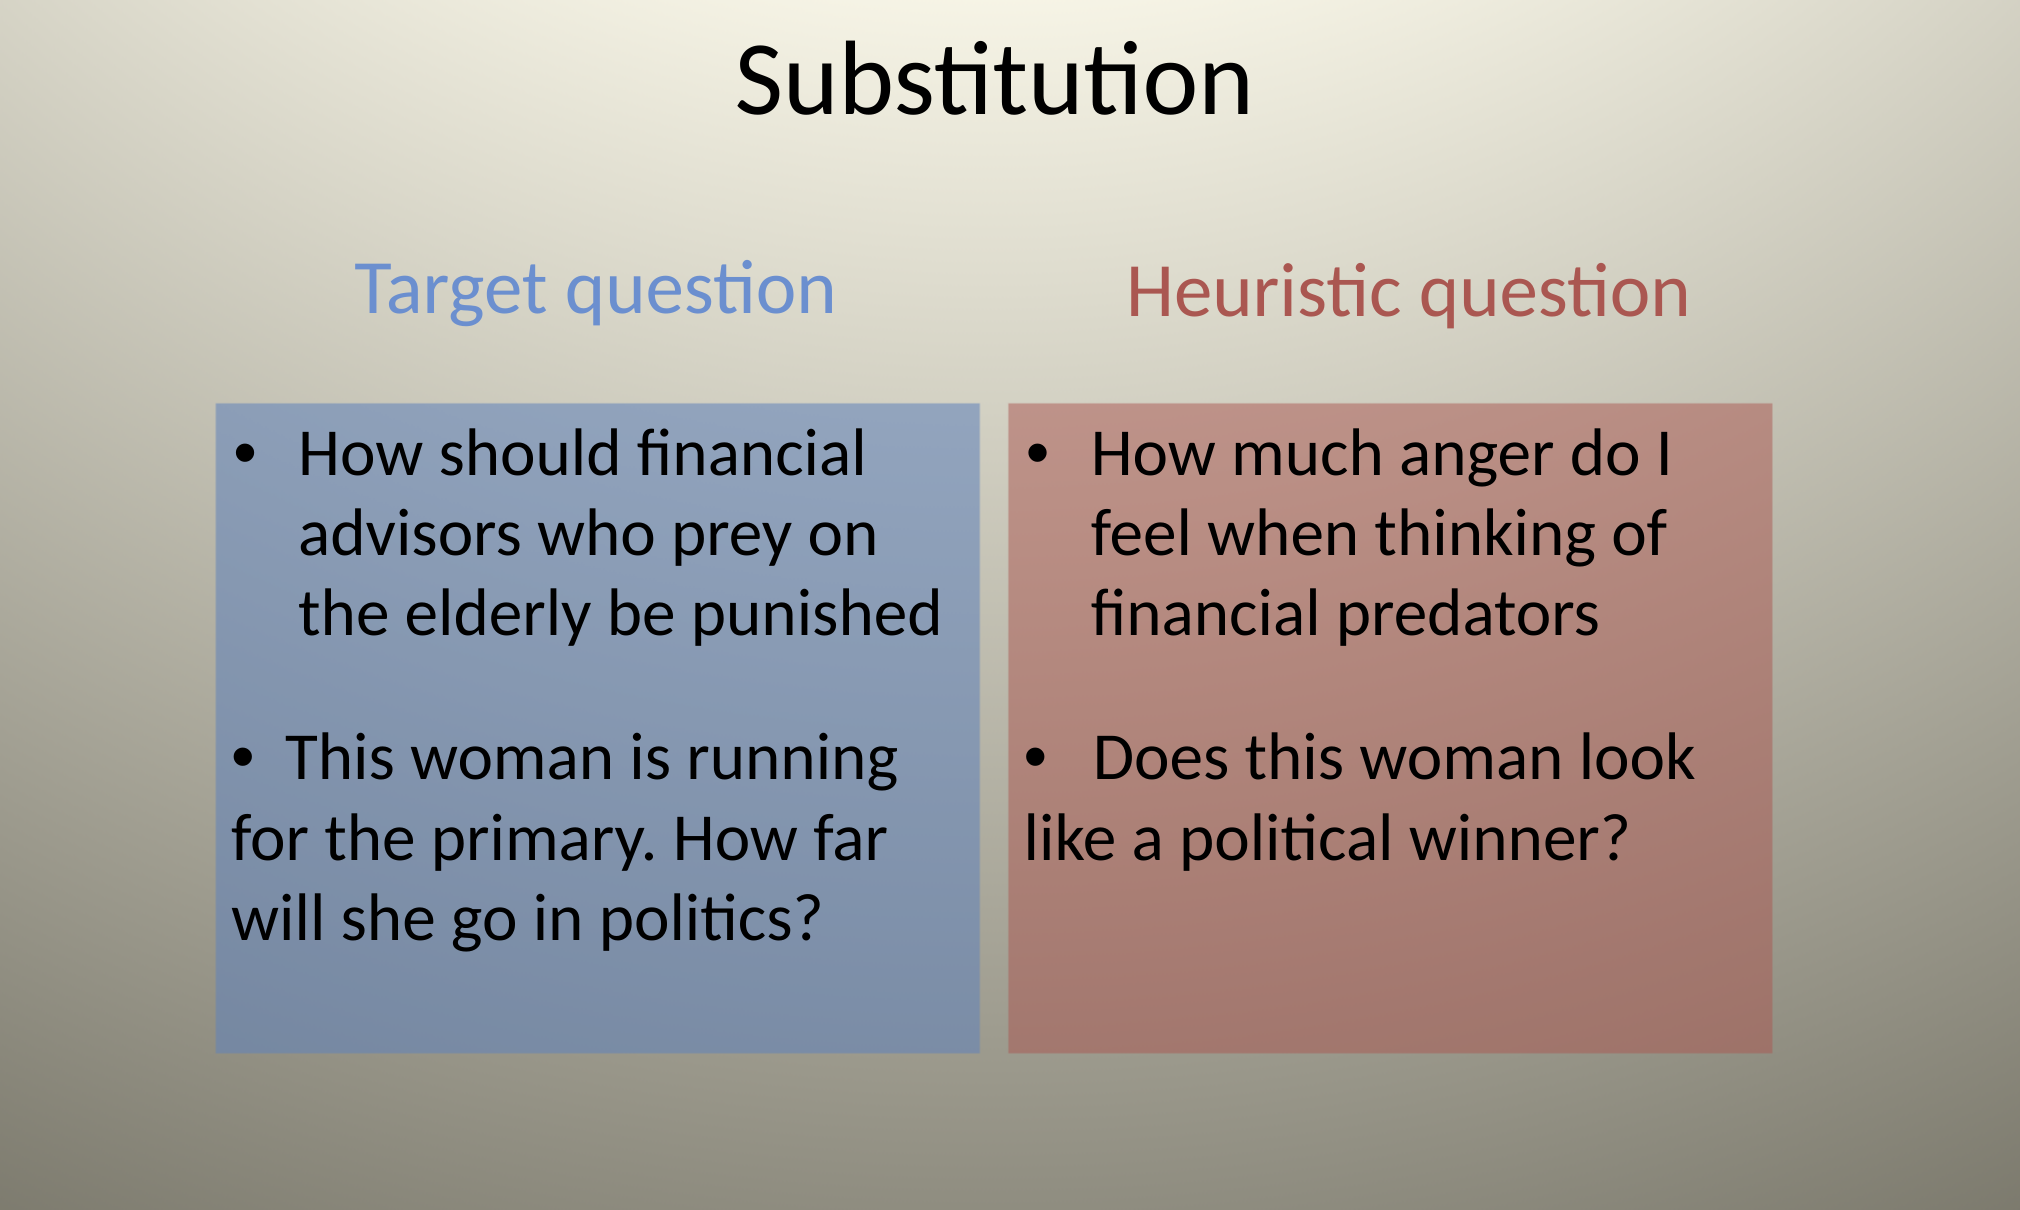 Substitution
Target question
• How should financial
advisors who prey on
the elderly be punished
• This woman is running
for the primary. How far
will she go in politics?
Heuristic question
• How much anger do I
feel when thinking of
financial predators
• Does this woman look
like a political winner?